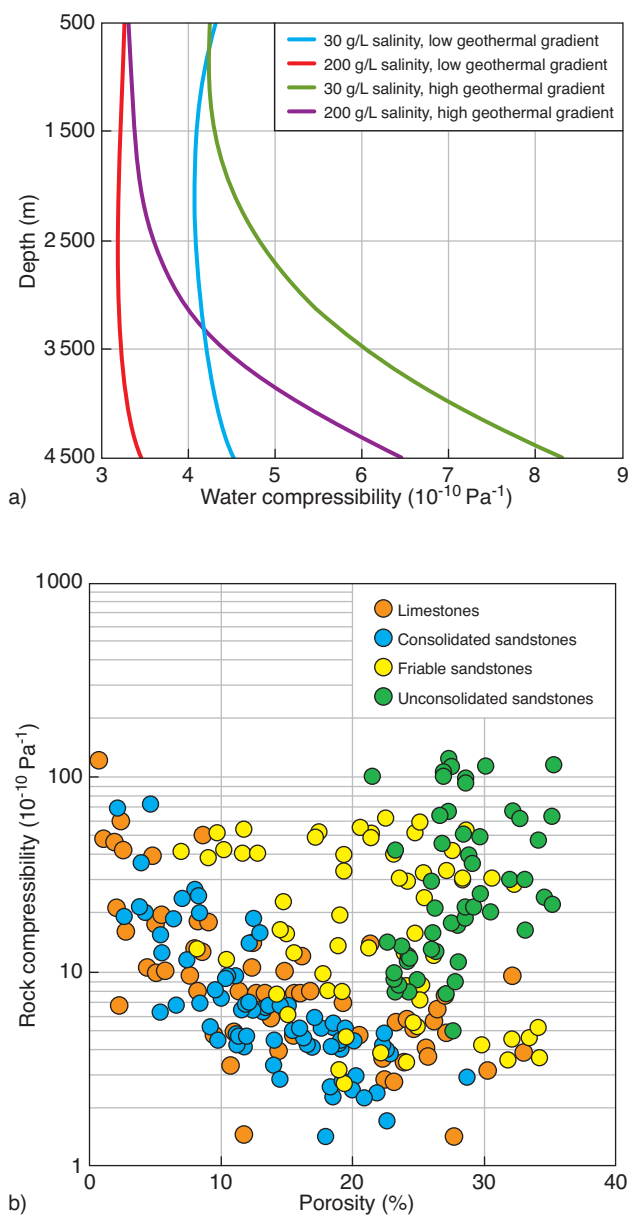 500
1 500
2 500
3 500
4 500
Depth (m)
30 g/L salinity, low geothermal gradient
200 g/L salinity, low geothermal gradient
30 g/L salinity, high geothermal gradient
200 g/L salinity, high geothermal gradient
3 4 5 6 7 8 9
a) Water compressibility (10⁻¹⁰ Pa⁻¹)
1000
100
10
1
Rock compressibility (10⁻¹⁰ Pa⁻¹)
Limestones
Consolidated sandstones
Friable sandstones
Unconsolidated sandstones
0 10 20 30 40
b) Porosity (%)